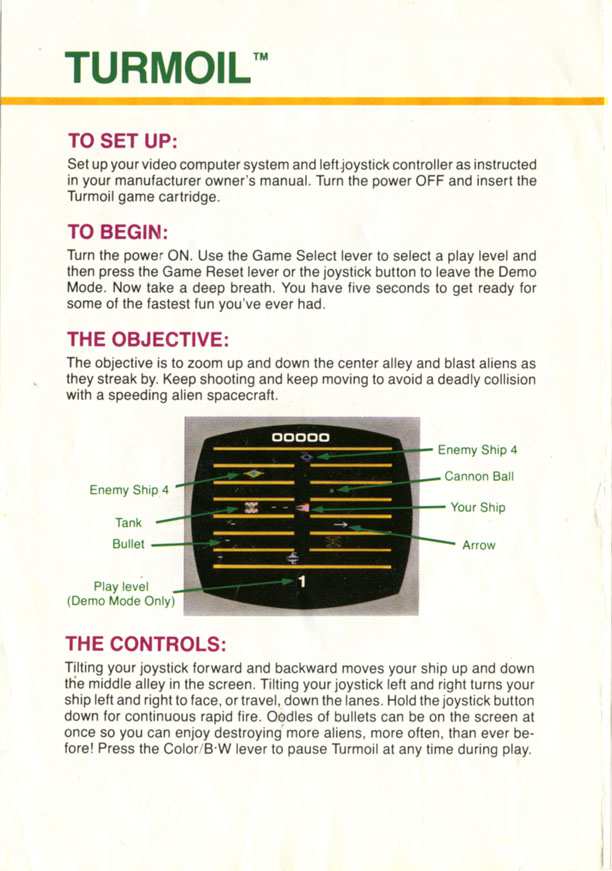 TURMOIL™
TO SET UP:
Set up your video computer system and left joystick controller as instructed
in your manufacturer owner's manual. Turn the power OFF and insert the
Turmoil game cartridge.
TO BEGIN:
Turn the power ON. Use the Game Select lever to select a play level and
then press the Game Reset lever or the joystick button to leave the Demo
Mode. Now take a deep breath. You have five seconds to get ready for
some of the fastest fun you've ever had.
THE OBJECTIVE:
The objective is to zoom up and down the center alley and blast aliens as
they streak by. Keep shooting and keep moving to avoid a deadly collision
with a speeding alien spacecraft.
00000
Enemy Ship 4
Cannon Ball
Enemy Ship 4
Your Ship
Tank
Bullet
Arrow
Play level
(Demo Mode Only)
1
THE CONTROLS:
Tilting your joystick forward and backward moves your ship up and down
the middle alley in the screen. Tilting your joystick left and right turns your
ship left and right to face, or travel, down the lanes. Hold the joystick button
down for continuous rapid fire. Oodles of bullets can be on the screen at
once so you can enjoy destroying more aliens, more often, than ever be-
fore! Press the Color/B·W lever to pause Turmoil at any time during play.